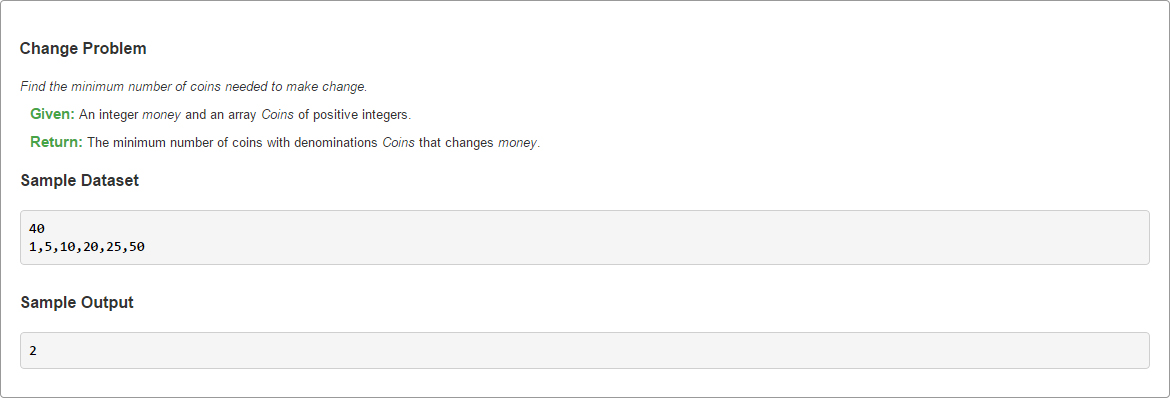 Change Problem
Find the minimum number of coins needed to make change.
Given: An integer money and an array Coins of positive integers.
Return: The minimum number of coins with denominations Coins that changes money.
Sample Dataset
40
1,5,10,20,25,50
Sample Output
2